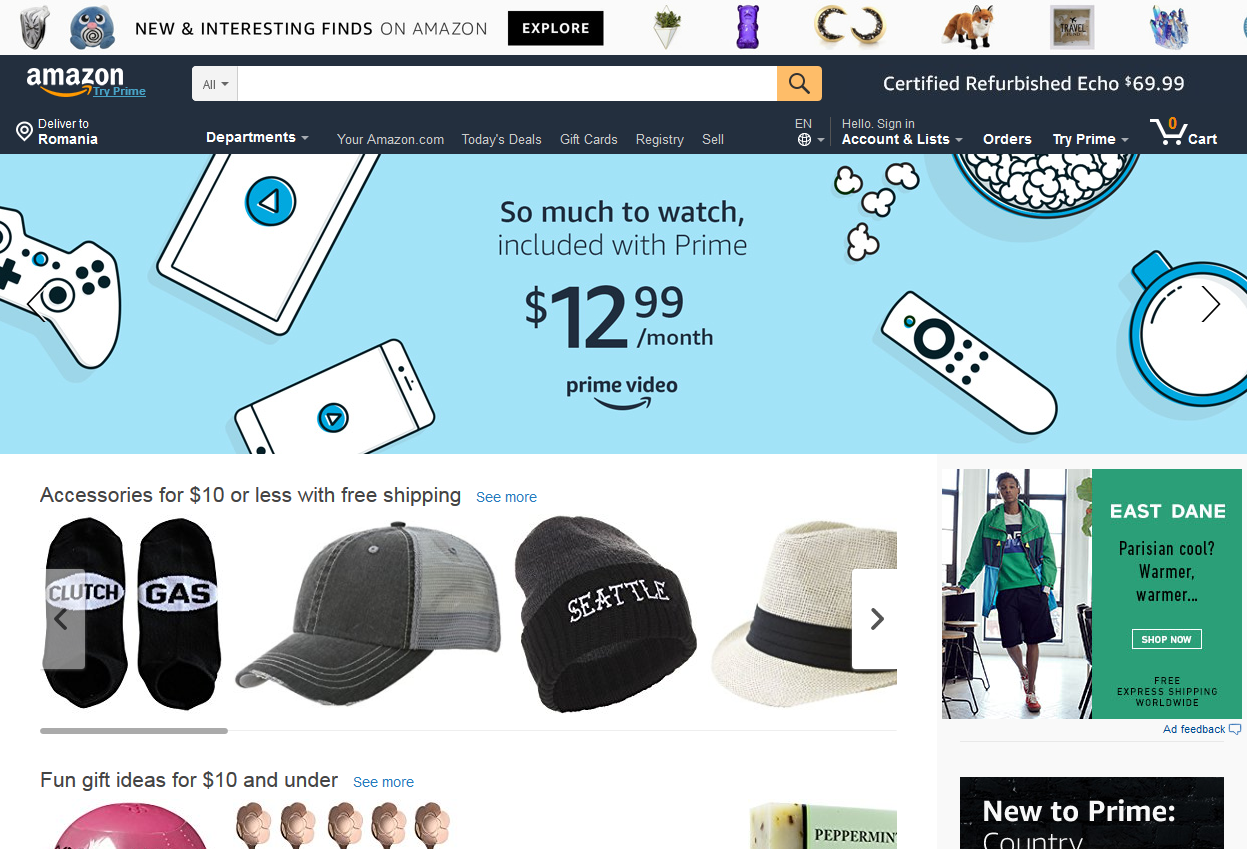 NEW & INTERESTING FINDS ON AMAZON
EXPLORE
TRAVEL
amazon
Try Prime
All
Certified Refurbished Echo $69.99
Deliver to
Romania
Departments
Your Amazon.com
Today's Deals
Gift Cards
Registry
Sell
EN
Hello. Sign in
Account & Lists
Orders
Try Prime
0
Cart
So much to watch,
included with Prime
$12 99
/month
prime video
Accessories for $10 or less with free shipping
See more
CLUTCH
GAS
SEATTLE
EAST DANE
Parisian cool?
Warmer,
warmer...
SHOP NOW
FREE
EXPRESS SHIPPING
WORLDWIDE
Ad feedback
Fun gift ideas for $10 and under
See more
New to Prime:
Country